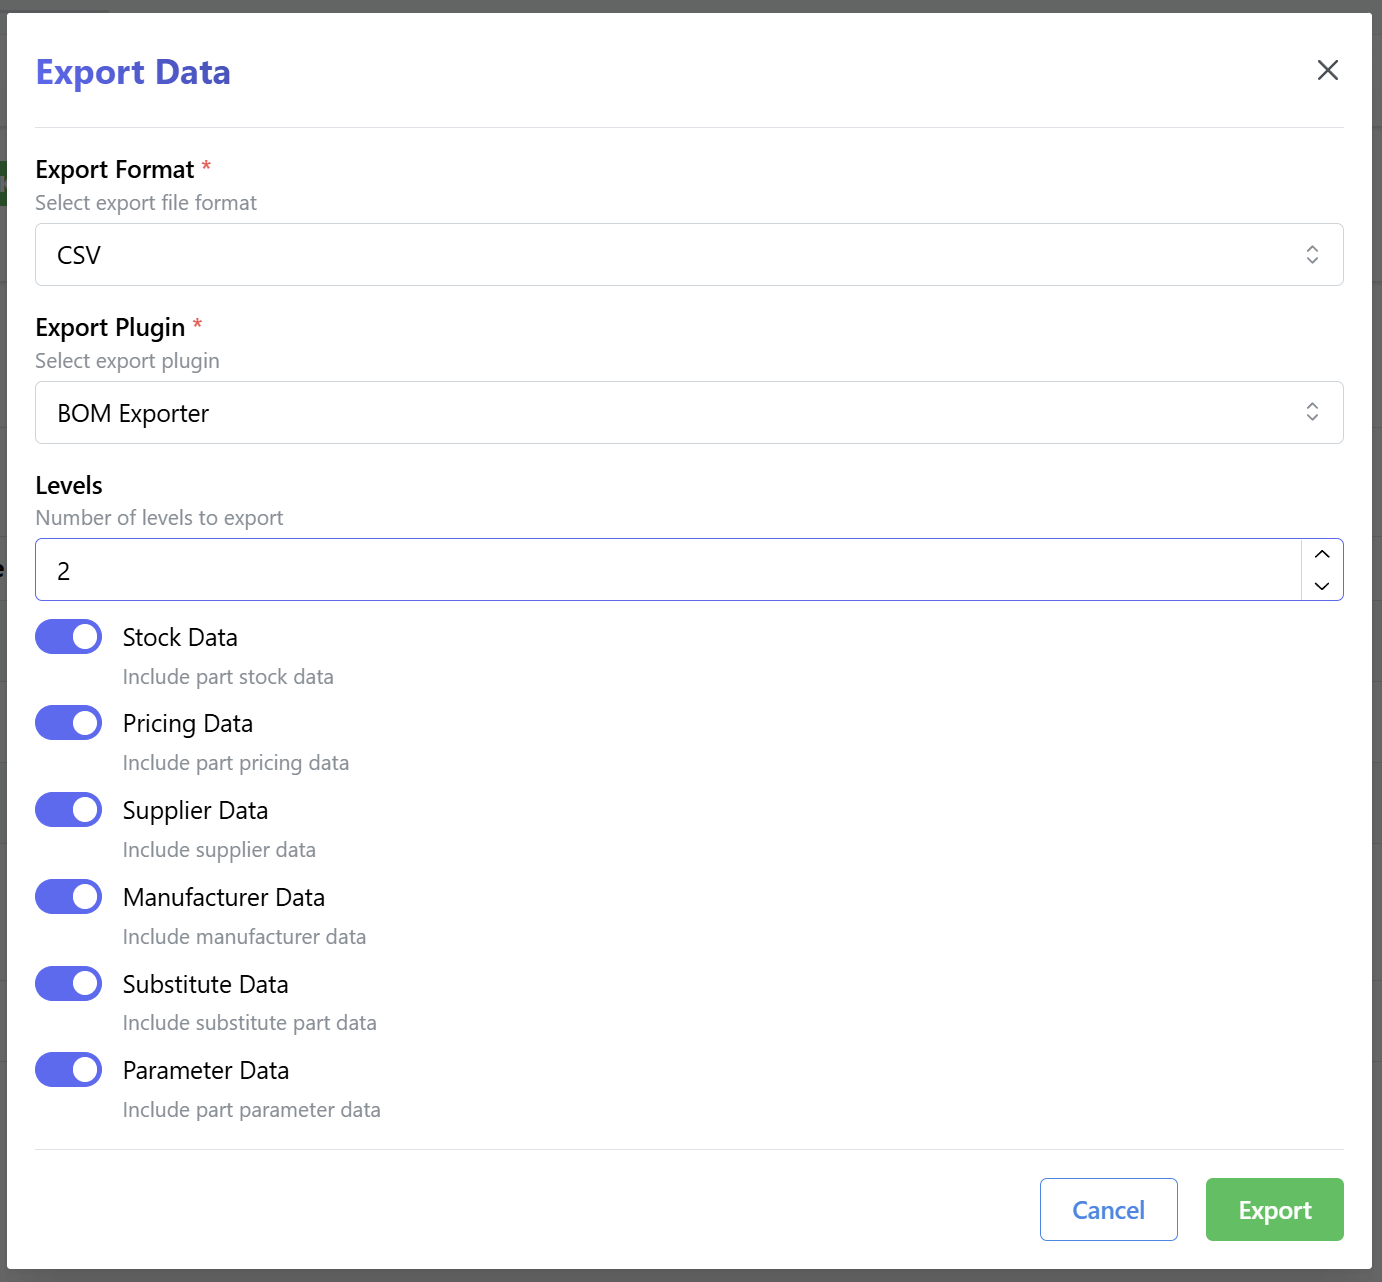 Export Data
Export Format *
Select export file format
CSV
Export Plugin *
Select export plugin
BOM Exporter
Levels
Number of levels to export
2
Stock Data
Include part stock data
Pricing Data
Include part pricing data
Supplier Data
Include supplier data
Manufacturer Data
Include manufacturer data
Substitute Data
Include substitute part data
Parameter Data
Include part parameter data
Cancel
Export